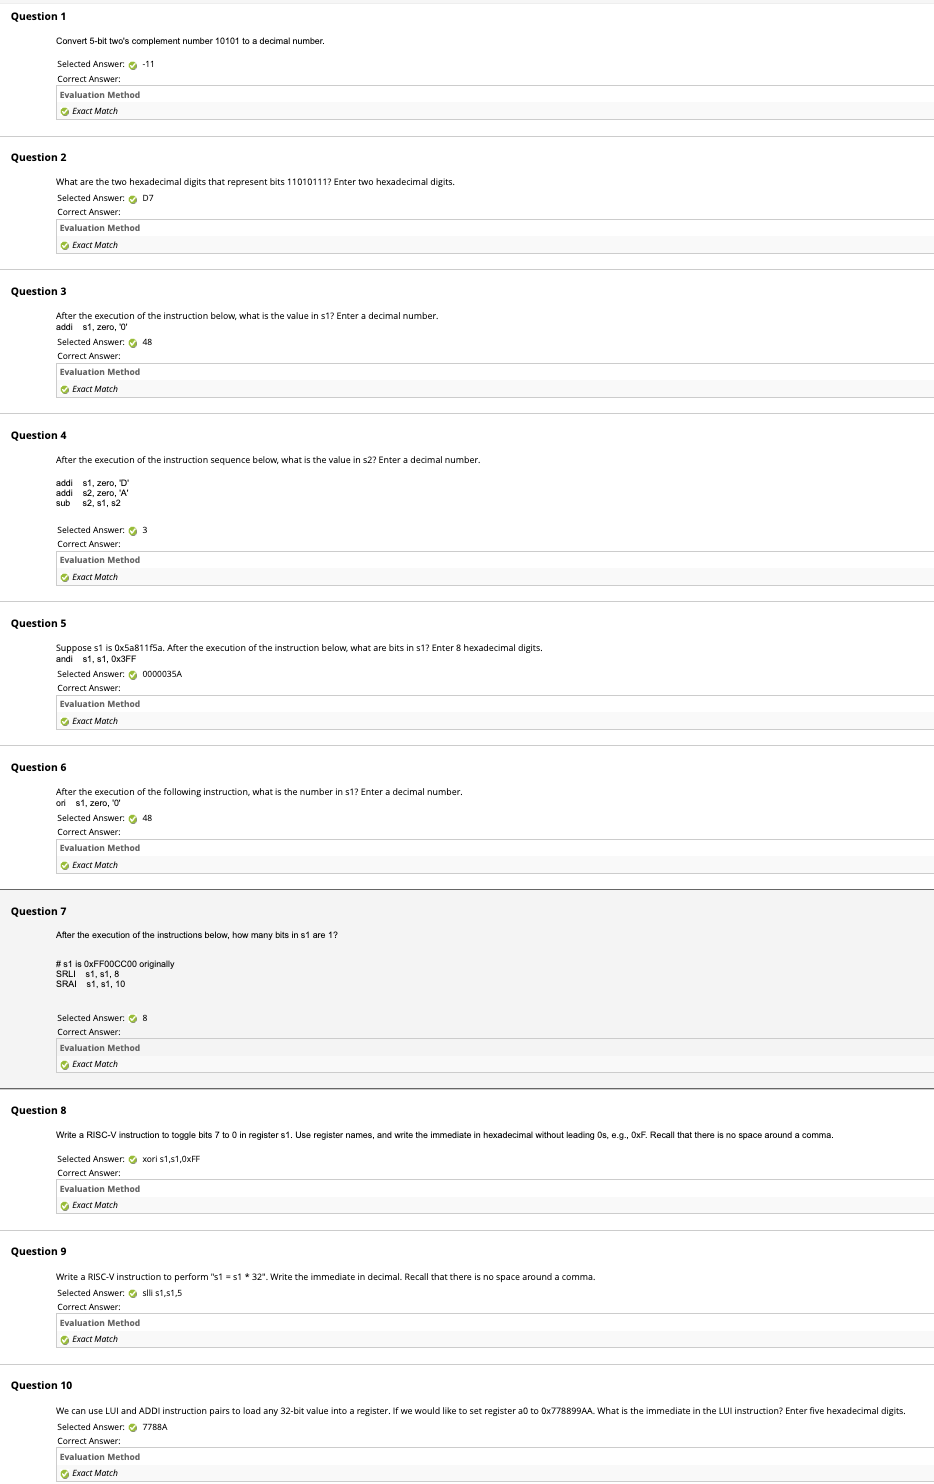 Question 1
Convert 5-bit two's complement number 10101 to a decimal number.
Selected Answer: -11
Correct Answer:
Evaluation Method
Exact Match
Question 2
What are the two hexadecimal digits that represent bits 11010111? Enter two hexadecimal digits.
Selected Answer: D7
Correct Answer:
Evaluation Method
Exact Match
Question 3
After the execution of the instruction below, what is the value in s1? Enter a decimal number.
addi s1, zero, '0'
Selected Answer: 48
Correct Answer:
Evaluation Method
Exact Match
Question 4
After the execution of the instruction sequence below, what is the value in s2? Enter a decimal number.
addi s1, zero, 'D'
addi s2, zero, 'A'
sub s2, s1, s2
Selected Answer: 3
Correct Answer:
Evaluation Method
Exact Match
Question 5
Suppose s1 is 0x5a811f5a. After the execution of the instruction below, what are bits in s1? Enter 8 hexadecimal digits.
andi s1, s1, 0x3FF
Selected Answer: 0000035A
Correct Answer:
Evaluation Method
Exact Match
Question 6
After the execution of the following instruction, what is the number in s1? Enter a decimal number.
ori s1, zero, '0'
Selected Answer: 48
Correct Answer:
Evaluation Method
Exact Match
Question 7
After the execution of the instructions below, how many bits in s1 are 1?
# s1 is 0xFF00CC00 originally
SRLI s1, s1, 8
SRAI s1, s1, 10
Selected Answer: 8
Correct Answer:
Evaluation Method
Exact Match
Question 8
Write a RISC-V instruction to toggle bits 7 to 0 in register s1. Use register names, and write the immediate in hexadecimal without leading 0s, e.g., 0xF. Recall that there is no space around a comma.
Selected Answer: xori s1,s1,0xFF
Correct Answer:
Evaluation Method
Exact Match
Question 9
Write a RISC-V instruction to perform "s1 = s1 * 32". Write the immediate in decimal. Recall that there is no space around a comma.
Selected Answer: slli s1,s1,5
Correct Answer:
Evaluation Method
Exact Match
Question 10
We can use LUI and ADDI instruction pairs to load any 32-bit value into a register. If we would like to set register a0 to 0x778899AA. What is the immediate in the LUI instruction? Enter five hexadecimal digits.
Selected Answer: 7788A
Correct Answer:
Evaluation Method
Exact Match